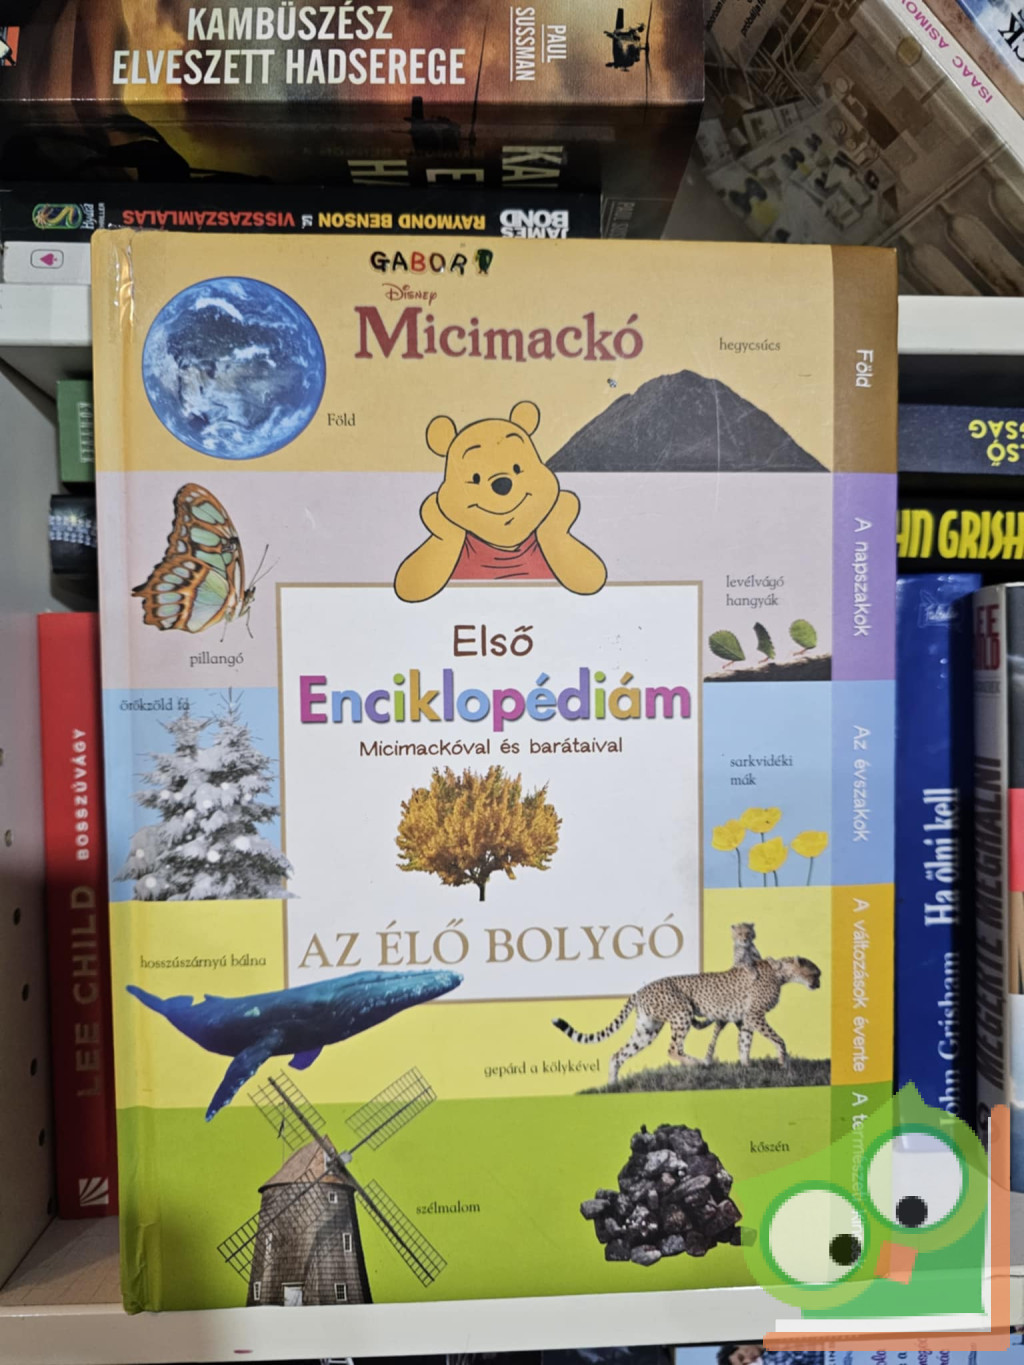 KAMBÜSZÉSZ
ELVESZETT HADSEREGE
PAUL
SUSSMAN
ISAAC ASIMOV
RAYMOND BENSON
VISSZASZÁMLÁLÁS
JAMES
BOND
GABOR
DISNEY
Micimackó
Föld
hegycsúcs
Föld
pillangó
levélvágó
hangyák
A napszakok
Első
Enciklopédiám
Micimackóval és barátaival
örökzöld fa
sarkvidéki
mák
Az évszakok
AZ ÉLŐ BOLYGÓ
hosszúszárnyú bálna
gepárd a kölykével
A változások évente
szélmalom
kőszén
LEE CHILD
BOSSZÚVÁGY
John Grisham
Ha ölni kell